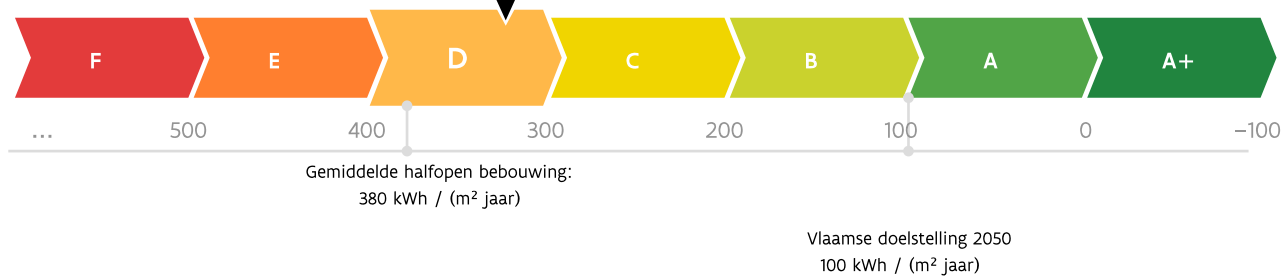 F E D C B A A+
... 500 400 300 200 100 0 −100
Gemiddelde halfopen bebouwing:
380 kWh / (m² jaar)
Vlaamse doelstelling 2050
100 kWh / (m² jaar)